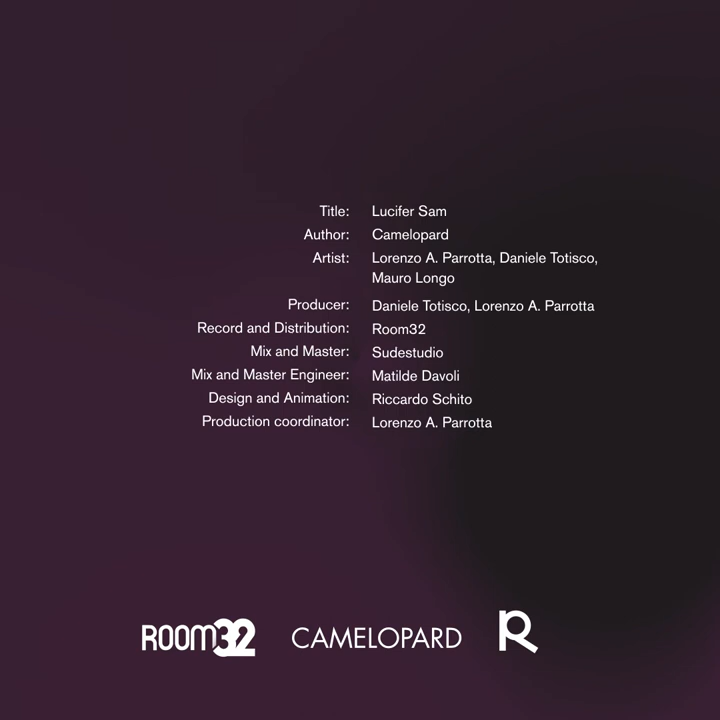 Title: Lucifer Sam
Author: Camelopard
Artist: Lorenzo A. Parrotta, Daniele Totisco,
Mauro Longo
Producer: Daniele Totisco, Lorenzo A. Parrotta
Record and Distribution: Room32
Mix and Master: Sudestudio
Mix and Master Engineer: Matilde Davoli
Design and Animation: Riccardo Schito
Production coordinator: Lorenzo A. Parrotta
ROOM32 CAMELOPARD R